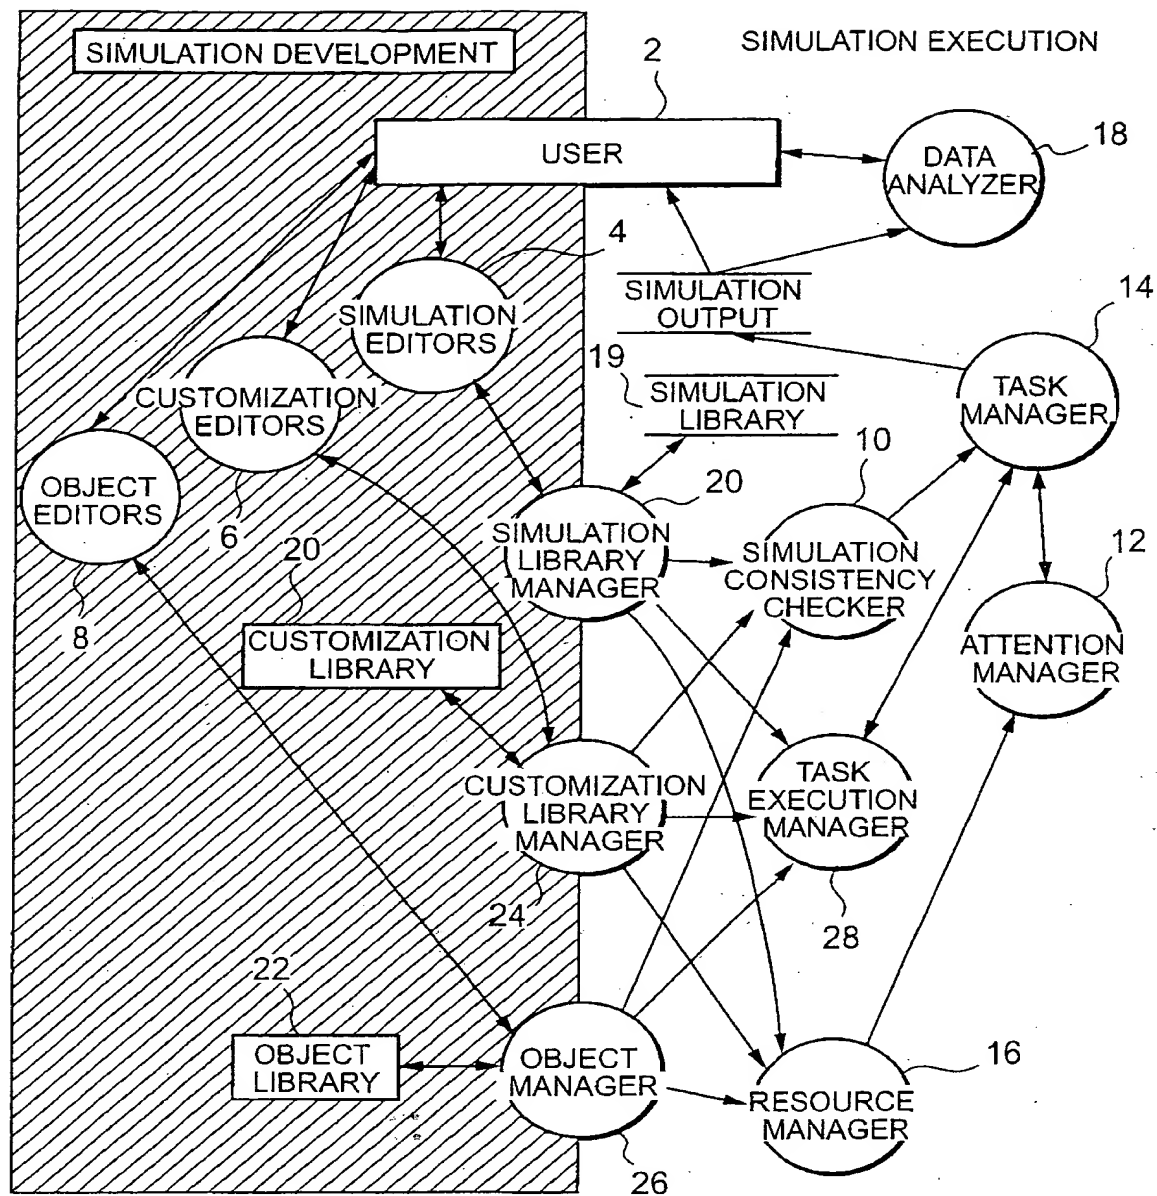 SIMULATION DEVELOPMENT
SIMULATION EXECUTION
2
USER
DATA
ANALYZER
18
4
SIMULATION
EDITORS
SIMULATION
OUTPUT
14
19
SIMULATION
LIBRARY
TASK
MANAGER
CUSTOMIZATION
EDITORS
6
OBJECT
EDITORS
8
20
SIMULATION
LIBRARY
MANAGER
10
SIMULATION
CONSISTENCY
CHECKER
12
ATTENTION
MANAGER
20
CUSTOMIZATION
LIBRARY
CUSTOMIZATION
LIBRARY
MANAGER
24
TASK
EXECUTION
MANAGER
28
22
OBJECT
LIBRARY
OBJECT
MANAGER
26
RESOURCE
MANAGER
16